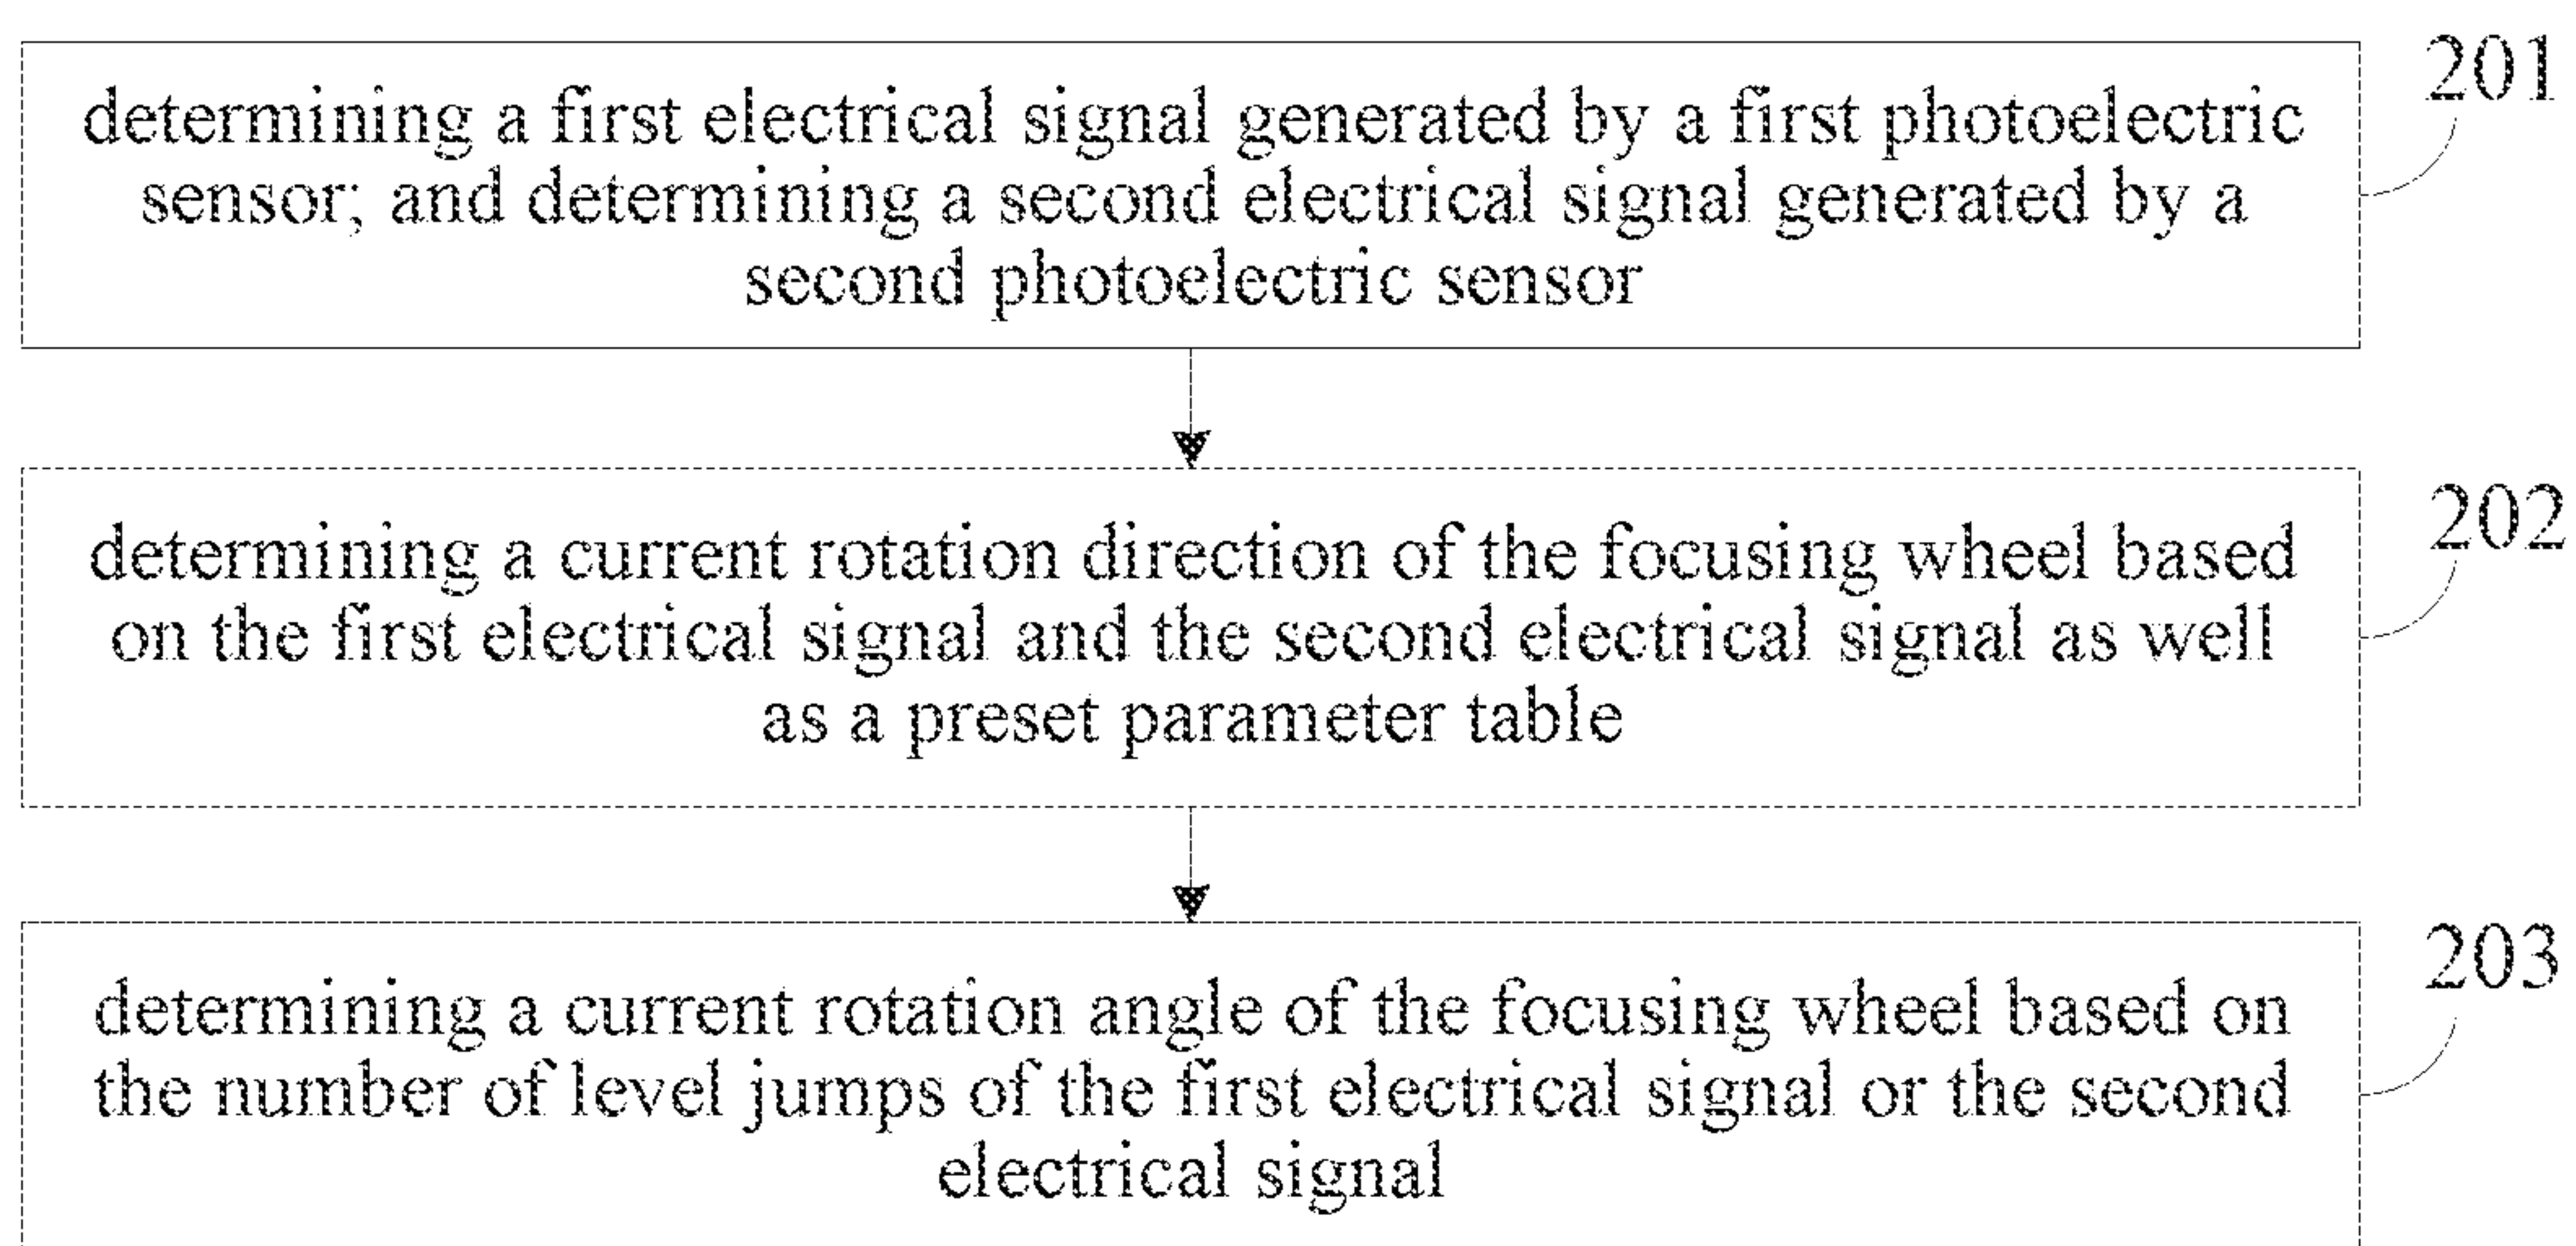 201
determining a first electrical signal generated by a first photoelectric
sensor; and determining a second electrical signal generated by a
second photoelectric sensor
202
determining a current rotation direction of the focusing wheel based
on the first electrical signal and the second electrical signal as well
as a preset parameter table
203
determining a current rotation angle of the focusing wheel based on
the number of level jumps of the first electrical signal or the second
electrical signal